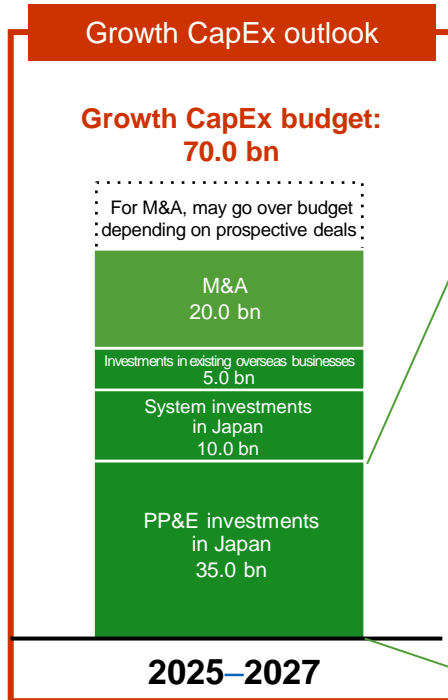 Growth CapEx outlook
Growth CapEx budget:
70.0 bn
For M&A, may go over budget
depending on prospective deals
M&A
20.0 bn
Investments in existing overseas businesses
5.0 bn
System investments
in Japan
10.0 bn
PP&E investments
in Japan
35.0 bn
2025–2027